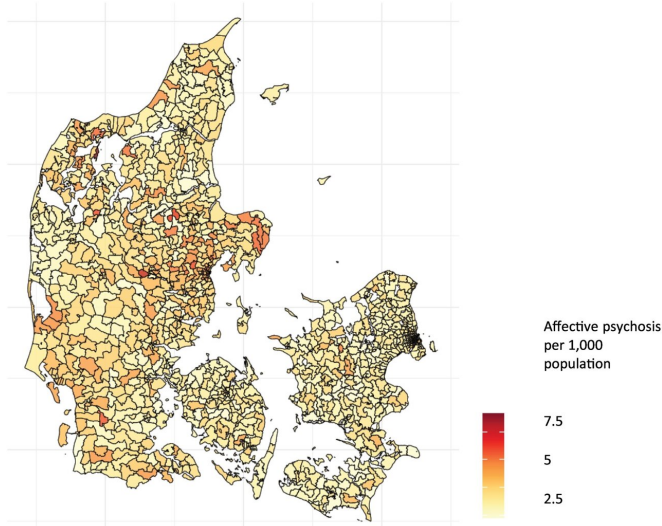 Affective psychosis
per 1,000
population
7.5
5
2.5